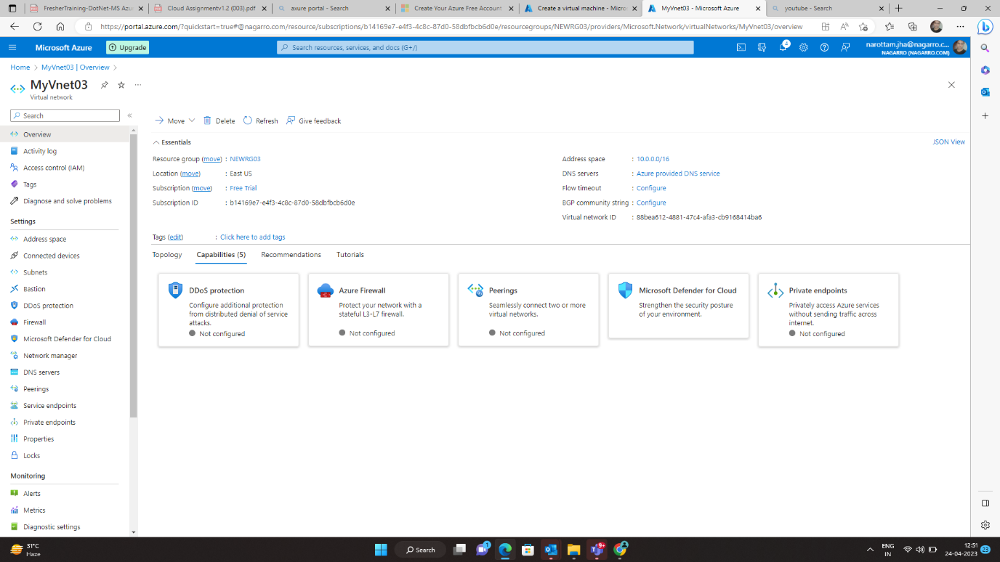 FresherTraining-DotNet-MS Azu
Cloud Assignmentv1.2 (003).pdf
axure portal - Search
Create Your Azure Free Account
Create a virtual machine - Micros
MyVnet03 - Microsoft Azure
youtube - Search
https://portal.azure.com/?quickstart=true#@nagarro.com/resource/subscriptions/b14169e7-e4f3-4c8c-87d0-58dbfbcb6d0e/resourcegroups/NEWRG03/providers/Microsoft.Network/virtualNetworks/MyVnet03/overview
Microsoft Azure
Upgrade
Search resources, services, and docs (G+/)
4
narottam.jha@nagarro.c...
NAGARRO (NAGARRO.COM)
Home > MyVnet03 | Overview >
MyVnet03
Virtual network
Search
Move
Delete
Refresh
Give feedback
Overview
Activity log
Access control (IAM)
Tags
Diagnose and solve problems
Settings
Address space
Connected devices
Subnets
Bastion
DDoS protection
Firewall
Microsoft Defender for Cloud
Network manager
DNS servers
Peerings
Service endpoints
Private endpoints
Properties
Locks
Monitoring
Alerts
Metrics
Diagnostic settings
Essentials
JSON View
Resource group (move) : NEWRG03
Location (move) : East US
Subscription (move) : Free Trial
Subscription ID : b14169e7-e4f3-4c8c-87d0-58dbfbcb6d0e
Address space : 10.0.0.0/16
DNS servers : Azure provided DNS service
Flow timeout : Configure
BGP community string : Configure
Virtual network ID : 88bea612-4881-47c4-afa3-cb9168414ba6
Tags (edit) : Click here to add tags
Topology
Capabilities (5)
Recommendations
Tutorials
DDoS protection
Configure additional protection
from distributed denial of service
attacks.
Not configured
Azure Firewall
Protect your network with a
stateful L3-L7 firewall.
Not configured
Peerings
Seamlessly connect two or more
virtual networks.
Not configured
Microsoft Defender for Cloud
Strengthen the security posture
of your environment.
Private endpoints
Privately access Azure services
without sending traffic across
internet.
Not configured
31°C
Haze
Search
1
9+
ENG
IN
12:51
24-04-2023
23